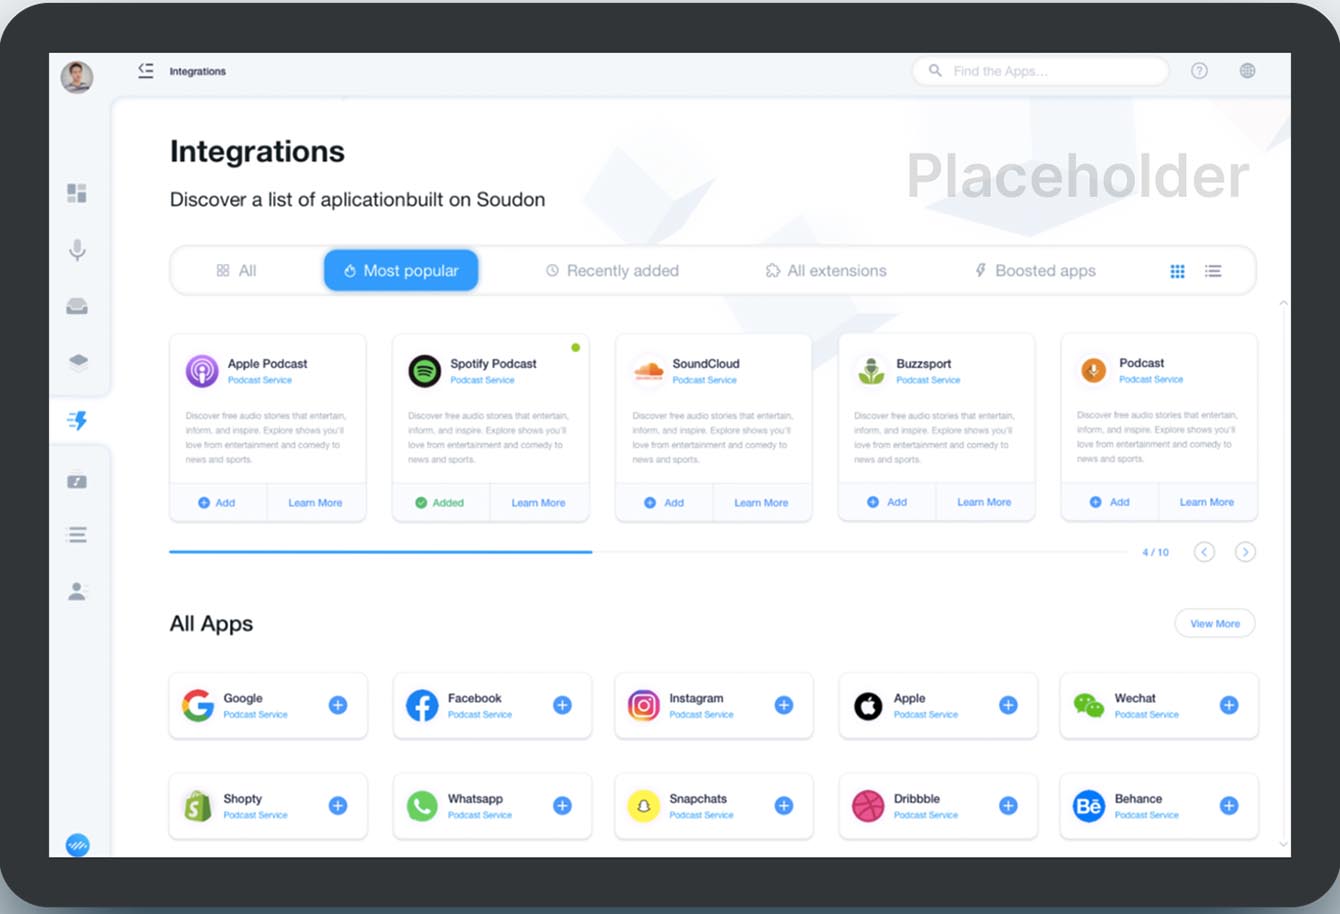 Integrations
Find the Apps...
?
Integrations
Placeholder
Discover a list of aplicationbuilt on Soudon
All
Most popular
Recently added
All extensions
Boosted apps
Apple Podcast
Podcast Service
Discover free audio stories that entertain,
inform, and inspire. Explore shows you'll
love from entertainment and comedy to
news and sports.
Add
Learn More
Spotify Podcast
Podcast Service
Discover free audio stories that entertain,
inform, and inspire. Explore shows you'll
love from entertainment and comedy to
news and sports.
Added
Learn More
SoundCloud
Podcast Service
Discover free audio stories that entertain,
inform, and inspire. Explore shows you'll
love from entertainment and comedy to
news and sports.
Add
Learn More
Buzzsport
Podcast Service
Discover free audio stories that entertain,
inform, and inspire. Explore shows you'll
love from entertainment and comedy to
news and sports.
Add
Learn More
Podcast
Podcast Service
Discover free audio stories that entertain,
inform, and inspire. Explore shows you'll
love from entertainment and comedy to
news and sports.
Add
Learn More
4 / 10
All Apps
View More
Google
Podcast Service
Facebook
Podcast Service
Instagram
Podcast Service
Apple
Podcast Service
Wechat
Podcast Service
Shopty
Podcast Service
Whatsapp
Podcast Service
Snapchats
Podcast Service
Dribbble
Podcast Service
Bē
Behance
Podcast Service